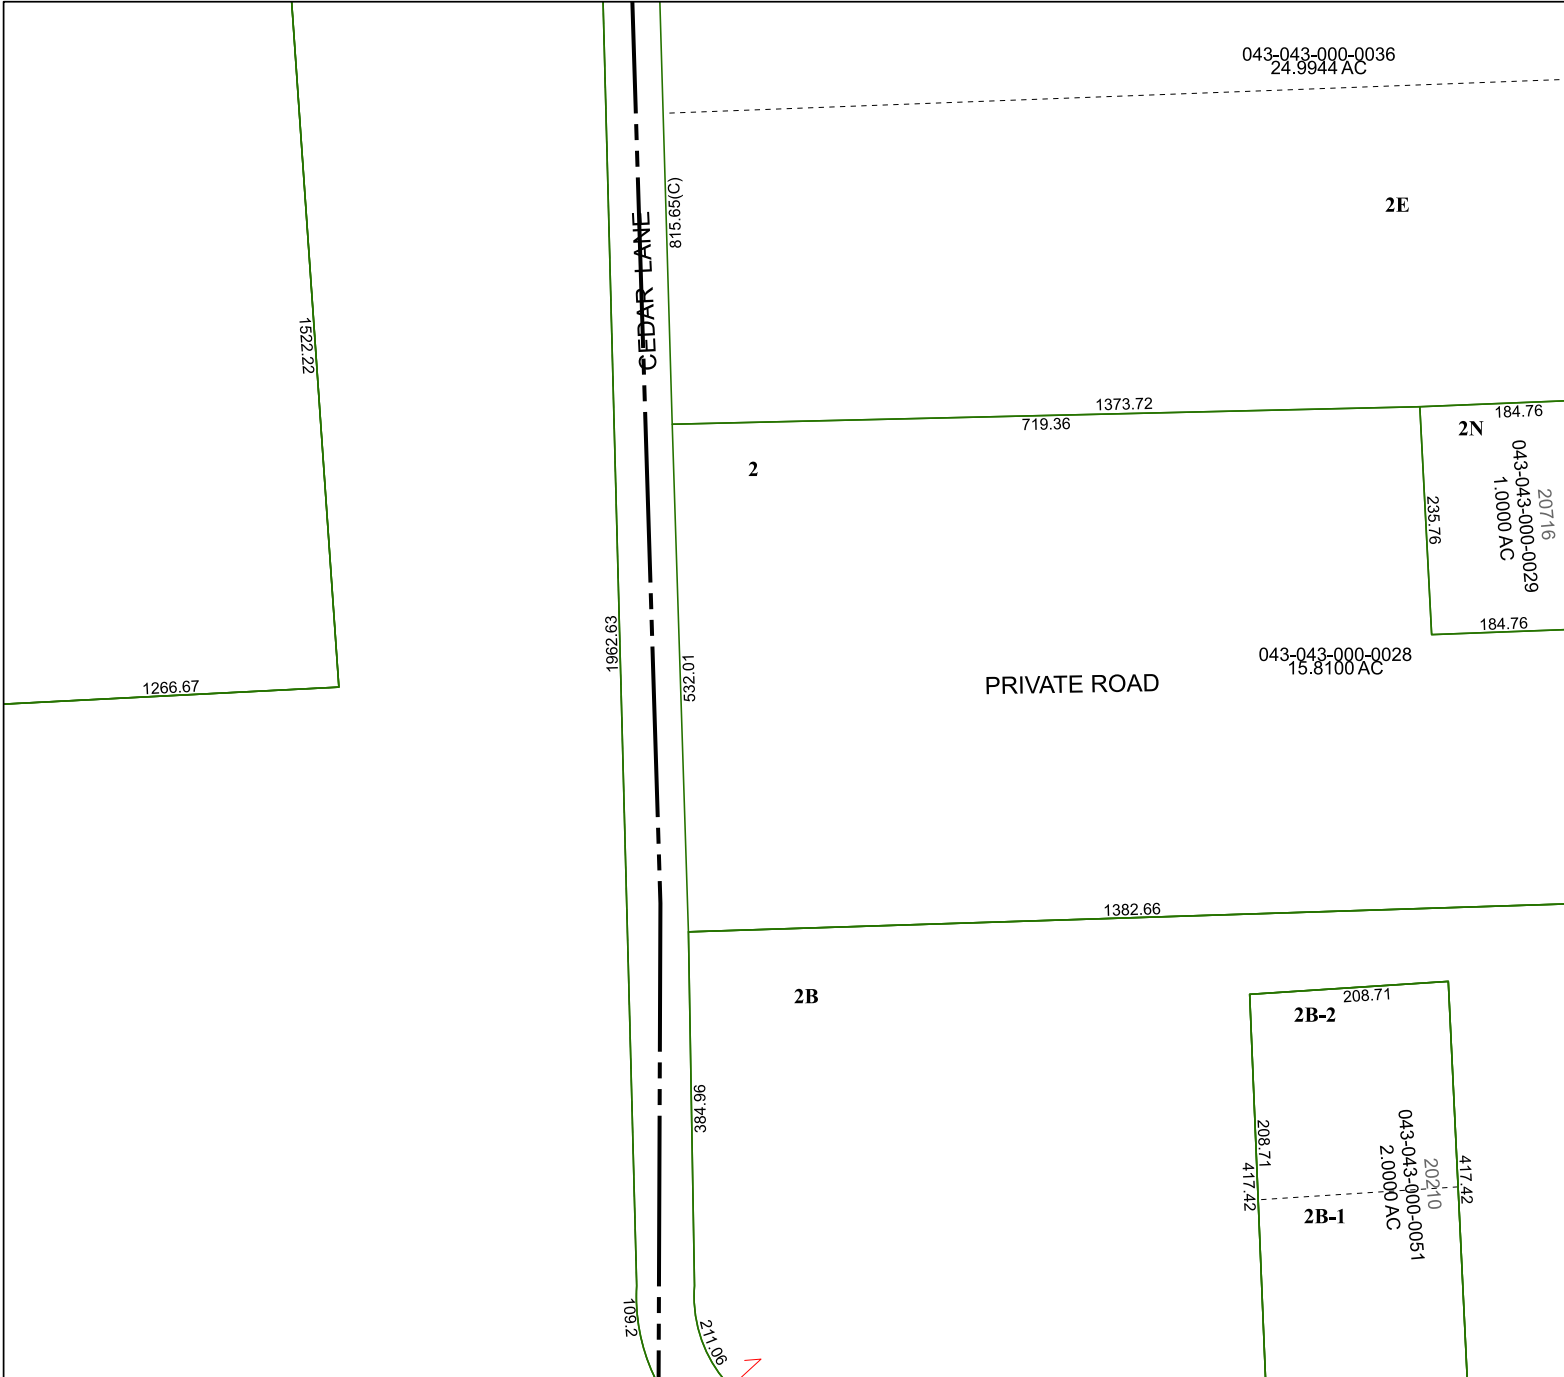 043-043-000-0036
24.9944 AC
2E
815.65(C)
CEDAR LANE
1522.22
1373.72
719.36
184.76
2N
2
20716
043-043-000-0029
1.0000 AC
235.76
184.76
1962.63
532.01
043-043-000-0028
15.8100 AC
PRIVATE ROAD
1266.67
1382.66
2B
208.71
2B-2
384.96
208.71
417.42
20210
043-043-000-0051
2.0000 AC
417.42
2B-1
109.2
211.06